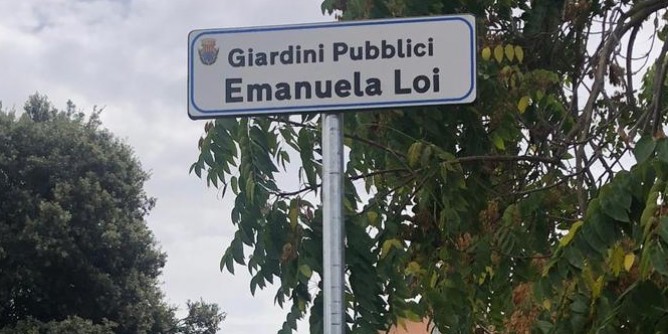 Giardini Pubblici
Emanuela Loi